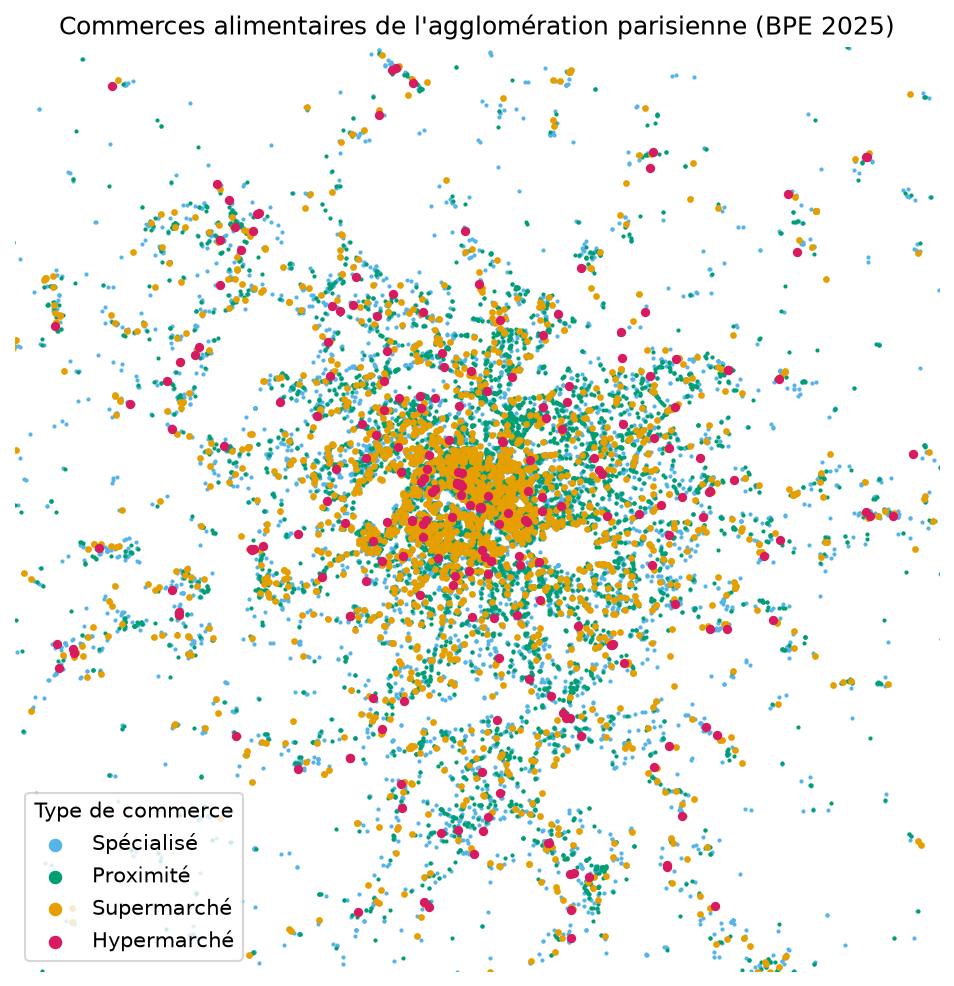 Commerces alimentaires de l'agglomération parisienne (BPE 2025)
Type de commerce
Spécialisé
Proximité
Supermarché
Hypermarché